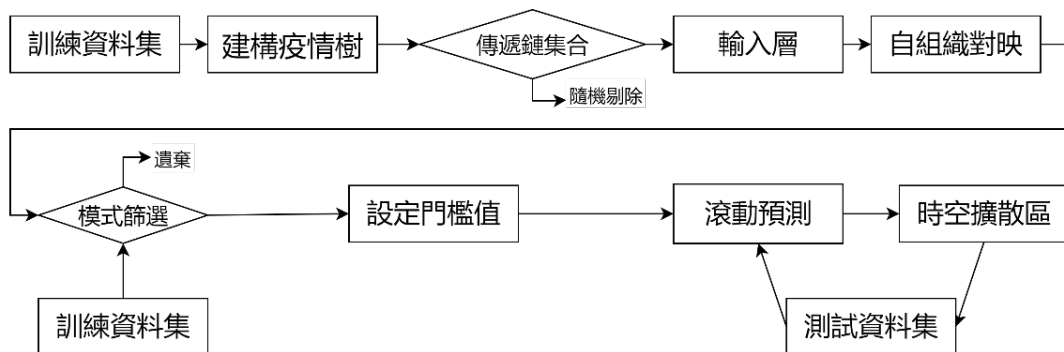 訓練資料集
建構疫情樹
傳遞鏈集合
輸入層
自組織對映
隨機剔除
遺棄
模式篩選
設定門檻值
滾動預測
時空擴散區
訓練資料集
測試資料集